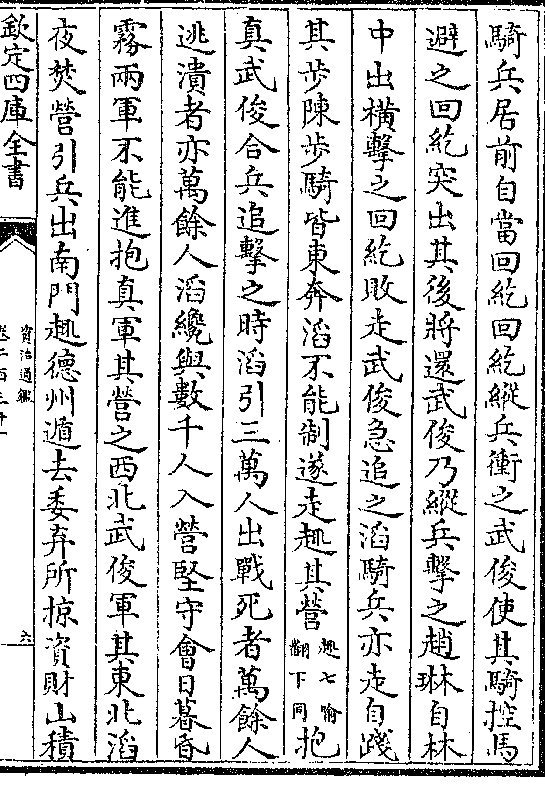 騎兵居前自當回紇回紇縱兵衝之武俊使其騎控馬
避之回紇突出其後將還武俊乃縱兵擊之趙琳自林
中出横擊之回紇敗走武俊急追之滔騎兵亦走自踐
其歩陳歩騎皆東奔滔不能制遂走趣其營趣七喻翻下同抱
真武俊合兵追擊之時滔引三萬人出戰死者萬餘人
逃潰者亦萬餘人滔纔與數千人入營堅守會日暮昏
霧兩軍不能進抱真軍其營之西北武俊軍其東北滔
夜焚營引兵出南門趣德州遁去委弃所掠資財山積
欽定四庫全書
資治通鑑
卷二百三十一
六